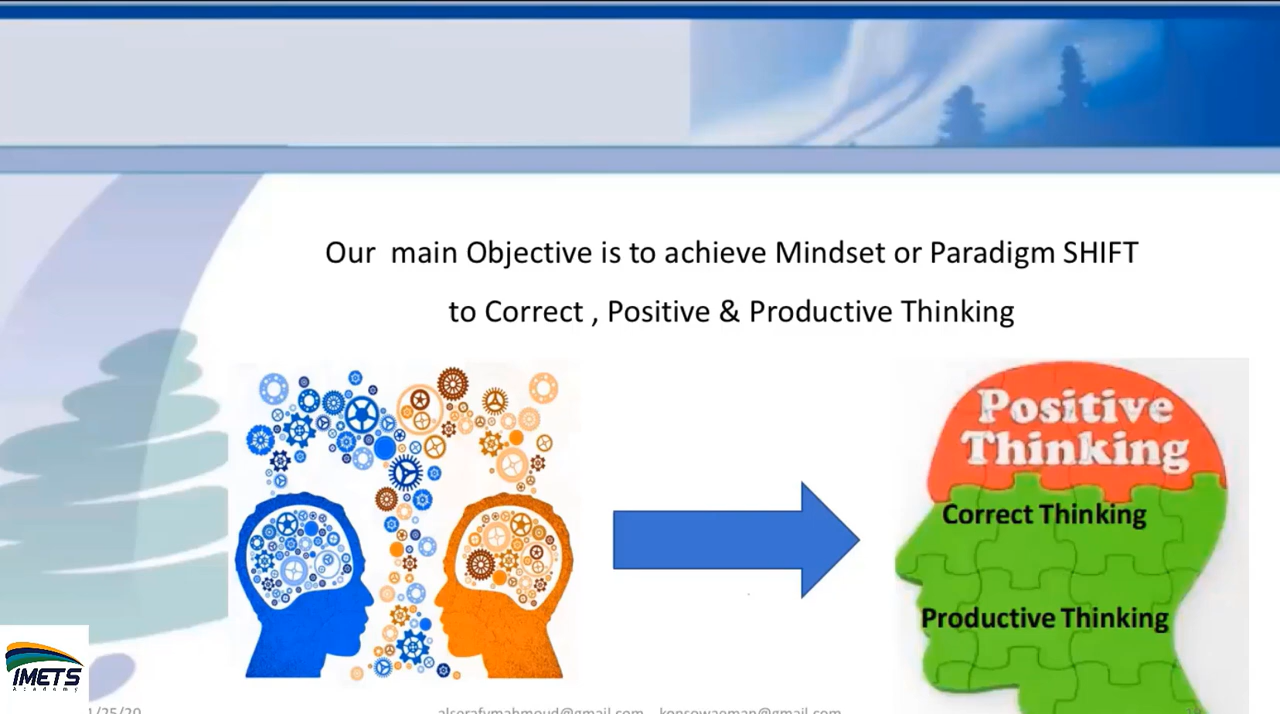 Our main Objective is to achieve Mindset or Paradigm SHIFT
to Correct , Positive & Productive Thinking
Positive
Thinking
Correct Thinking
Productive Thinking
IMETS
Academy